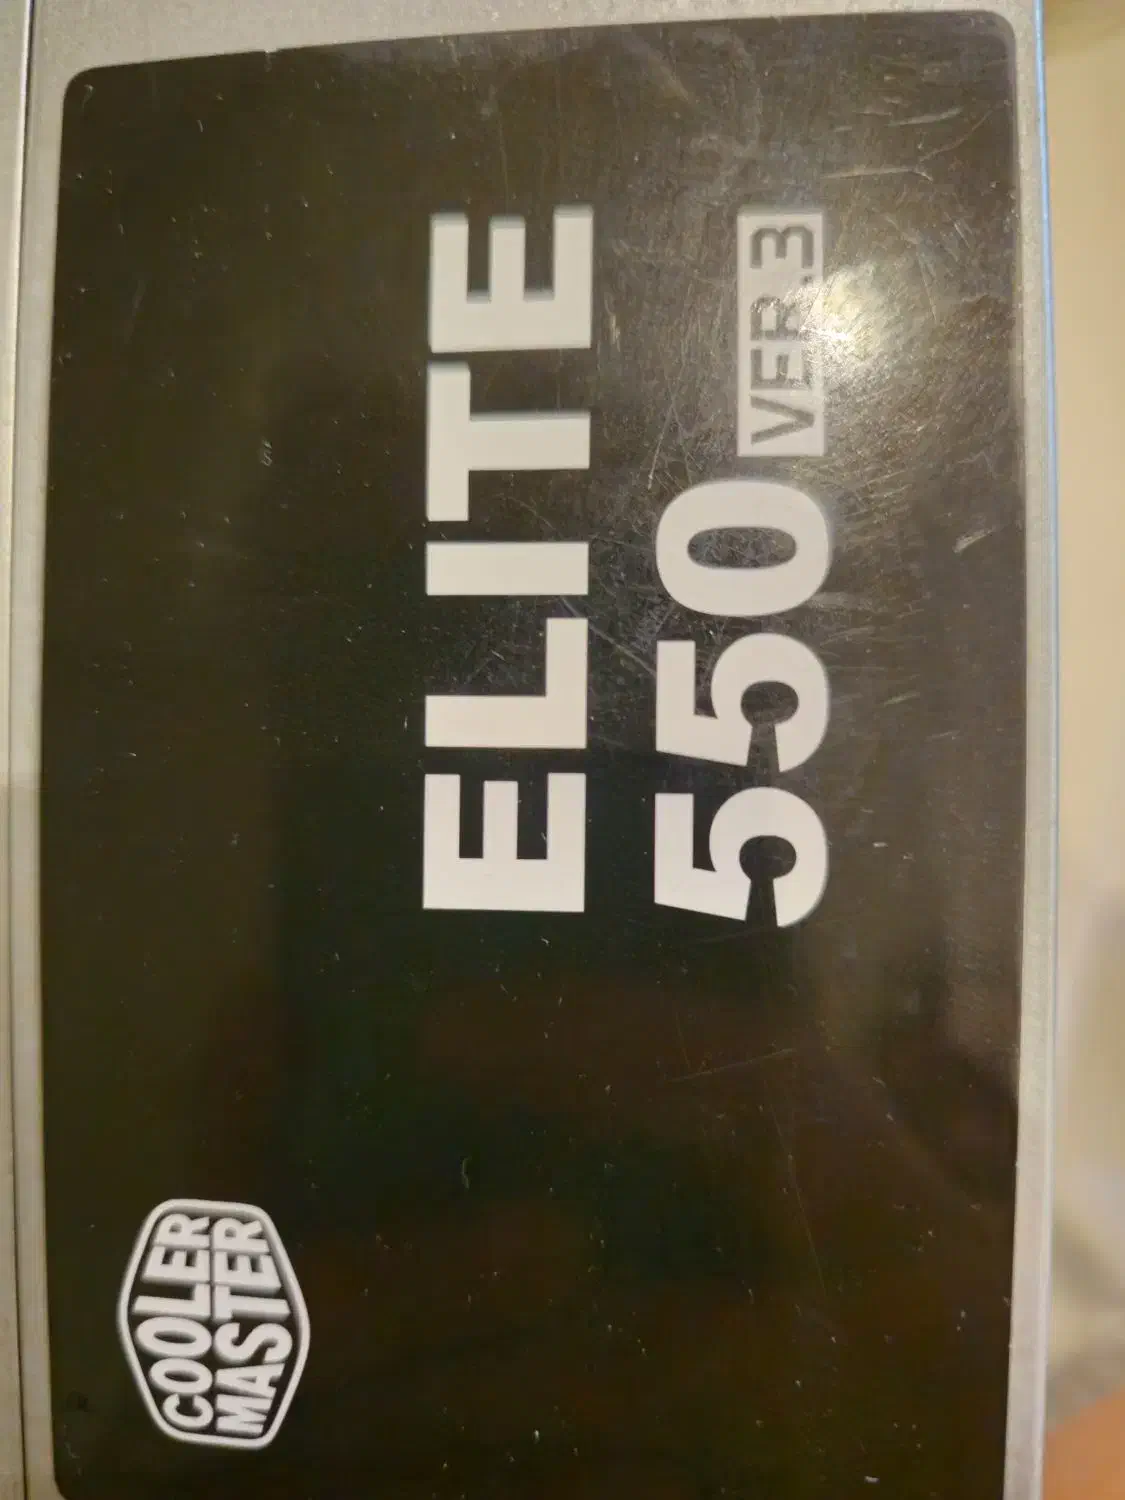 COOLER
MASTER
ELITE
550 VER.3